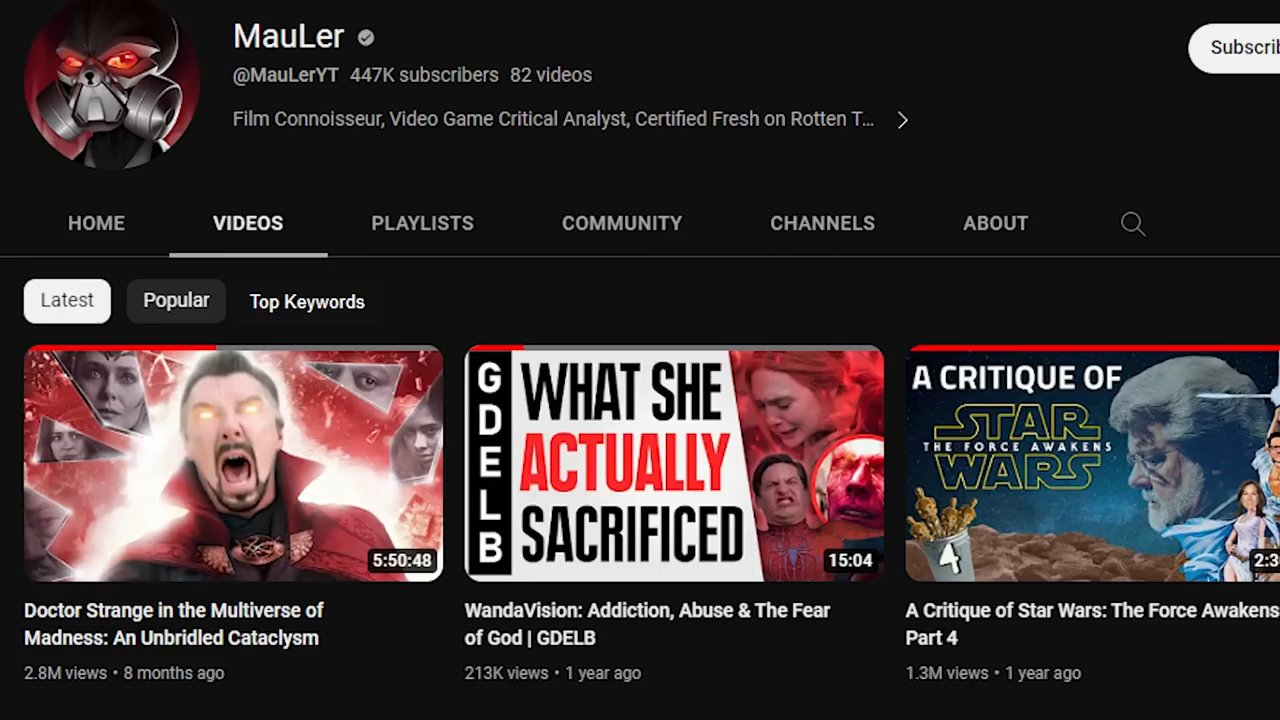 MauLer
@MauLerYT 447K subscribers 82 videos
Film Connoisseur, Video Game Critical Analyst, Certified Fresh on Rotten T...
Subscrib
HOME VIDEOS PLAYLISTS COMMUNITY CHANNELS ABOUT
Latest Popular Top Keywords
5:50:48
GDELB
WHAT SHE
ACTUALLY
SACRIFICED
15:04
A CRITIQUE OF
STAR
THE FORCE AWAKENS
WARS
4
2:3
Doctor Strange in the Multiverse of
Madness: An Unbridled Cataclysm
2.8M views • 8 months ago
WandaVision: Addiction, Abuse & The Fear
of God | GDELB
213K views • 1 year ago
A Critique of Star Wars: The Force Awakens
Part 4
1.3M views • 1 year ago